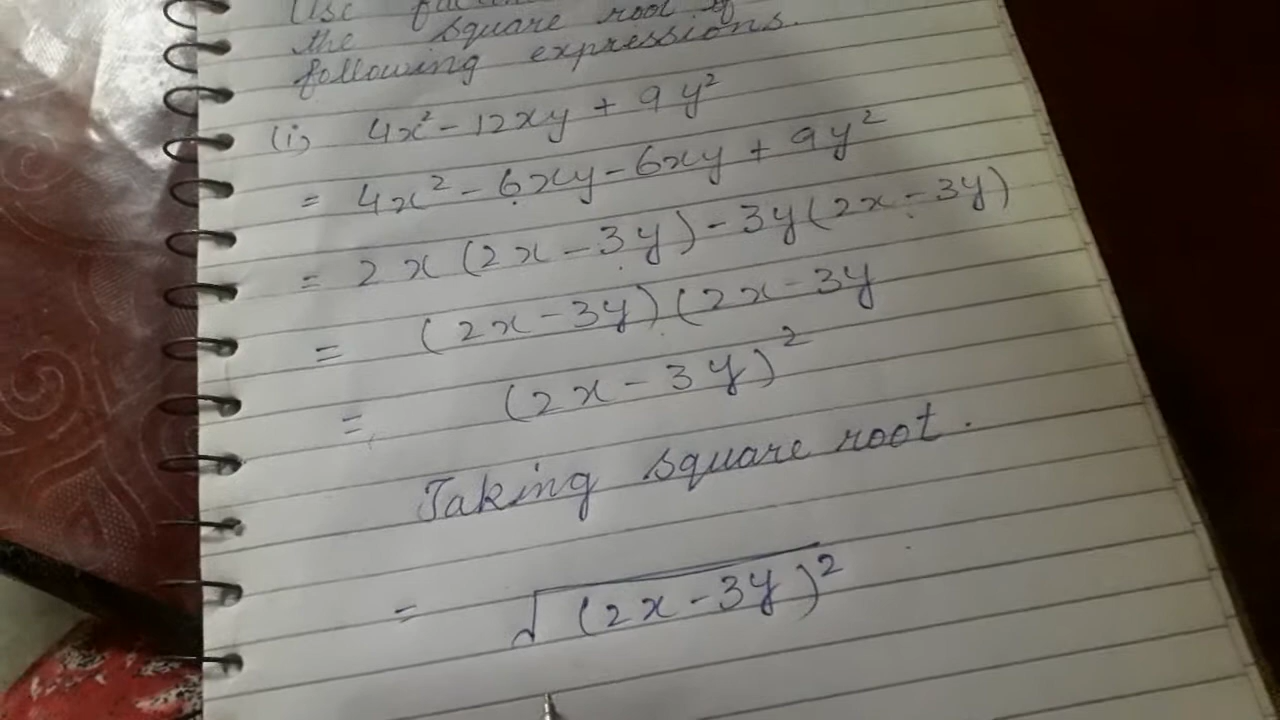 Use
the square root of
following expressions.
(i) 4x² - 12xy + 9y²
= 4x² - 6xy - 6xy + 9y²
= 2x (2x - 3y) - 3y (2x - 3y)
= (2x - 3y) (2x - 3y
= (2x - 3y)²
Taking square root.
= √(2x - 3y)²